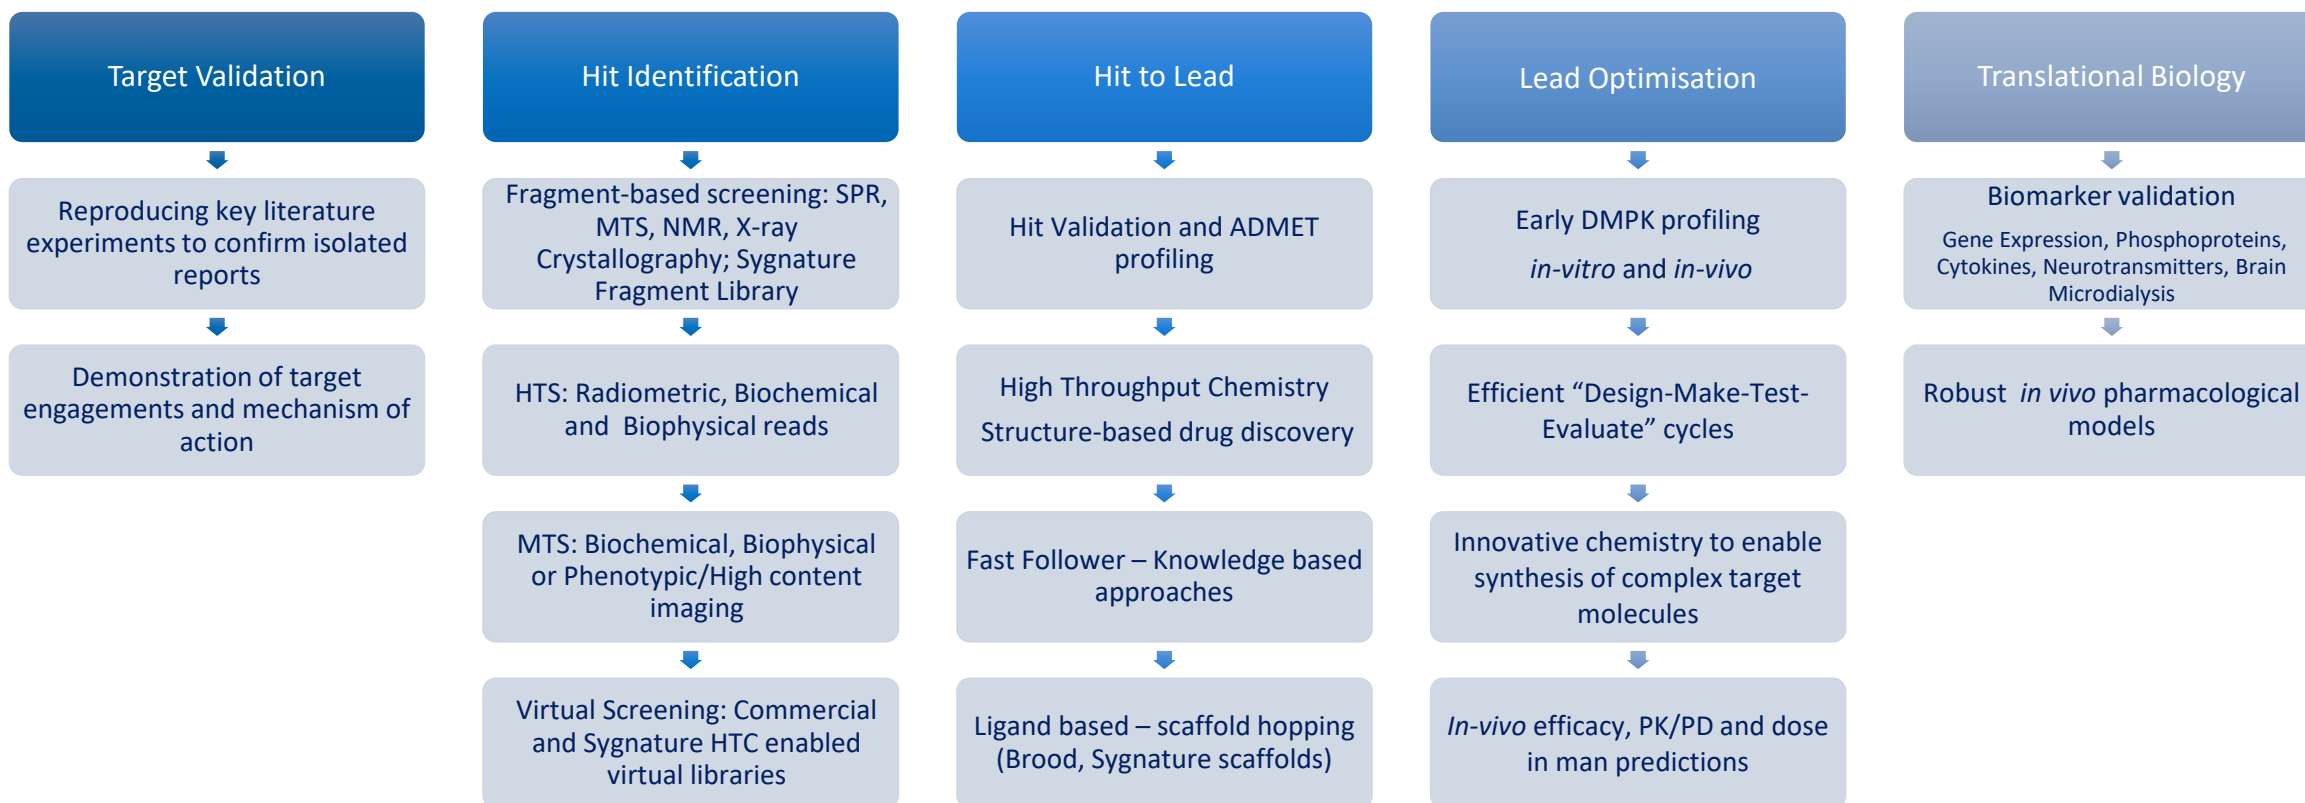 Target Validation
Reproducing key literature
experiments to confirm isolated
reports
Demonstration of target
engagements and mechanism of
action
Hit Identification
Fragment-based screening: SPR,
MTS, NMR, X-ray
Crystallography; Sygnature
Fragment Library
HTS: Radiometric, Biochemical
and Biophysical reads
MTS: Biochemical, Biophysical
or Phenotypic/High content
imaging
Virtual Screening: Commercial
and Sygnature HTC enabled
virtual libraries
Hit to Lead
Hit Validation and ADMET
profiling
High Throughput Chemistry
Structure-based drug discovery
Fast Follower – Knowledge based
approaches
Ligand based – scaffold hopping
(Brood, Sygnature scaffolds)
Lead Optimisation
Early DMPK profiling
in-vitro and in-vivo
Efficient “Design-Make-Test-
Evaluate” cycles
Innovative chemistry to enable
synthesis of complex target
molecules
In-vivo efficacy, PK/PD and dose
in man predictions
Translational Biology
Biomarker validation
Gene Expression, Phosphoproteins,
Cytokines, Neurotransmitters, Brain
Microdialysis
Robust in vivo pharmacological
models